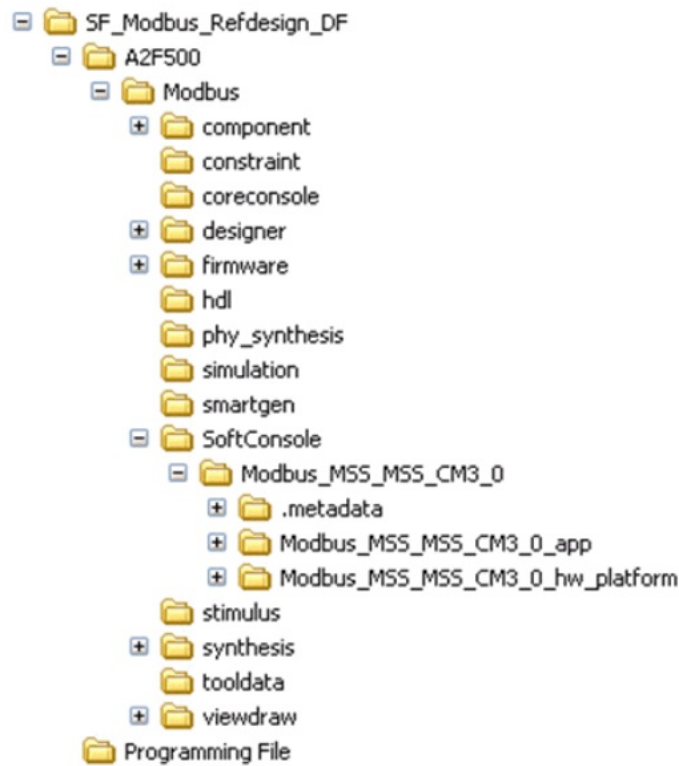 SF_Modbus_Refdesign_DF
A2F500
Modbus
component
constraint
coreconsole
designer
firmware
hdl
phy_synthesis
simulation
smartgen
SoftConsole
Modbus_MSS_MSS_CM3_0
.metadata
Modbus_MSS_MSS_CM3_0_app
Modbus_MSS_MSS_CM3_0_hw_platform
stimulus
synthesis
tooldata
viewdraw
Programming File